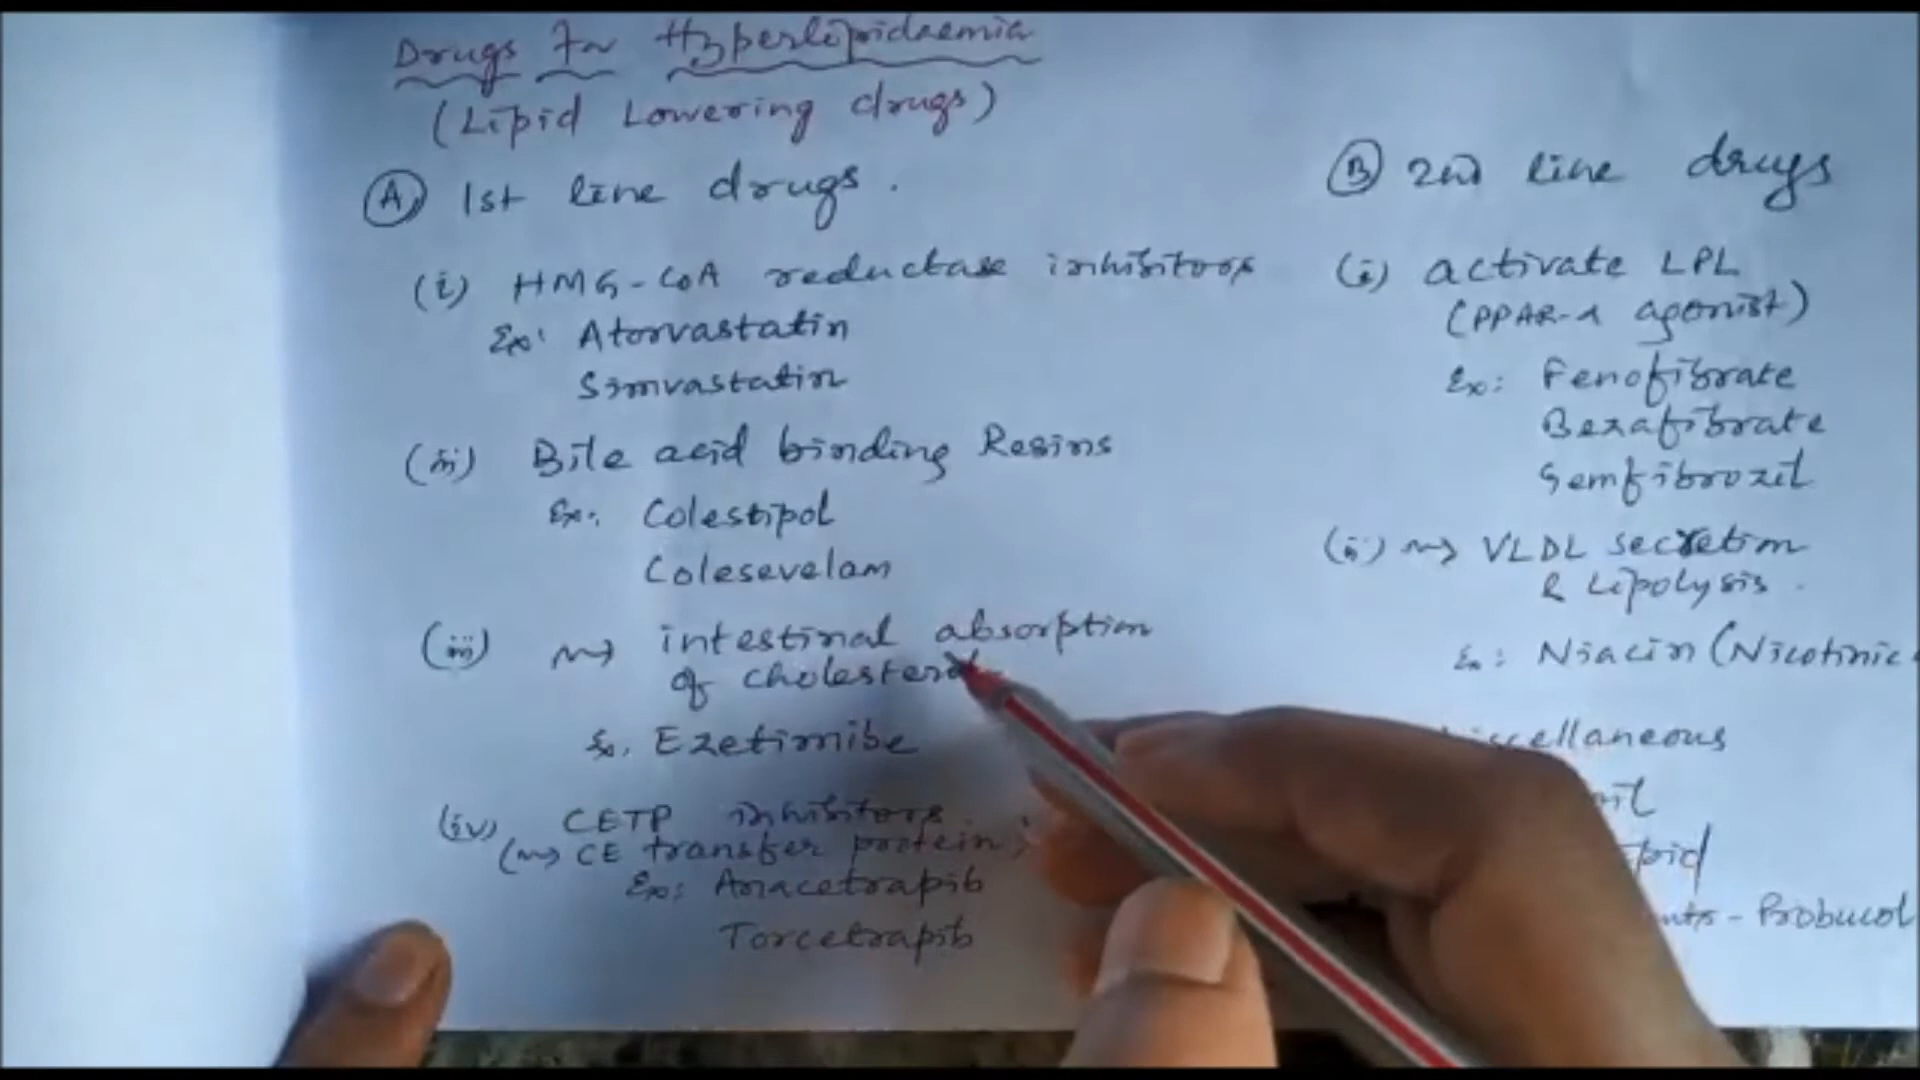 Drugs For Hyperlipidaemia
(Lipid Lowering drugs)
(A) 1st line drugs.
(i) HMG-CoA reductase inhibitors
Ex: Atorvastatin
Simvastatin
(ii) Bile acid binding Resins
Ex: Colestipol
Colesevelam
(iii) intestinal absorption
of cholesterol
Ex. Ezetimibe
(iv) CETP inhibitors
(CE transfer protein)
Ex: Anacetrapib
Torcetrapib
(B) 2nd line drugs
(i) activate LPL
(PPAR-α agonist)
Ex: Fenofibrate
Bezafibrate
Gemfibrozil
(ii) VLDL secretion
& Lipolysis.
Ex: Niacin (Nicotinic
iscellaneous
Probucol